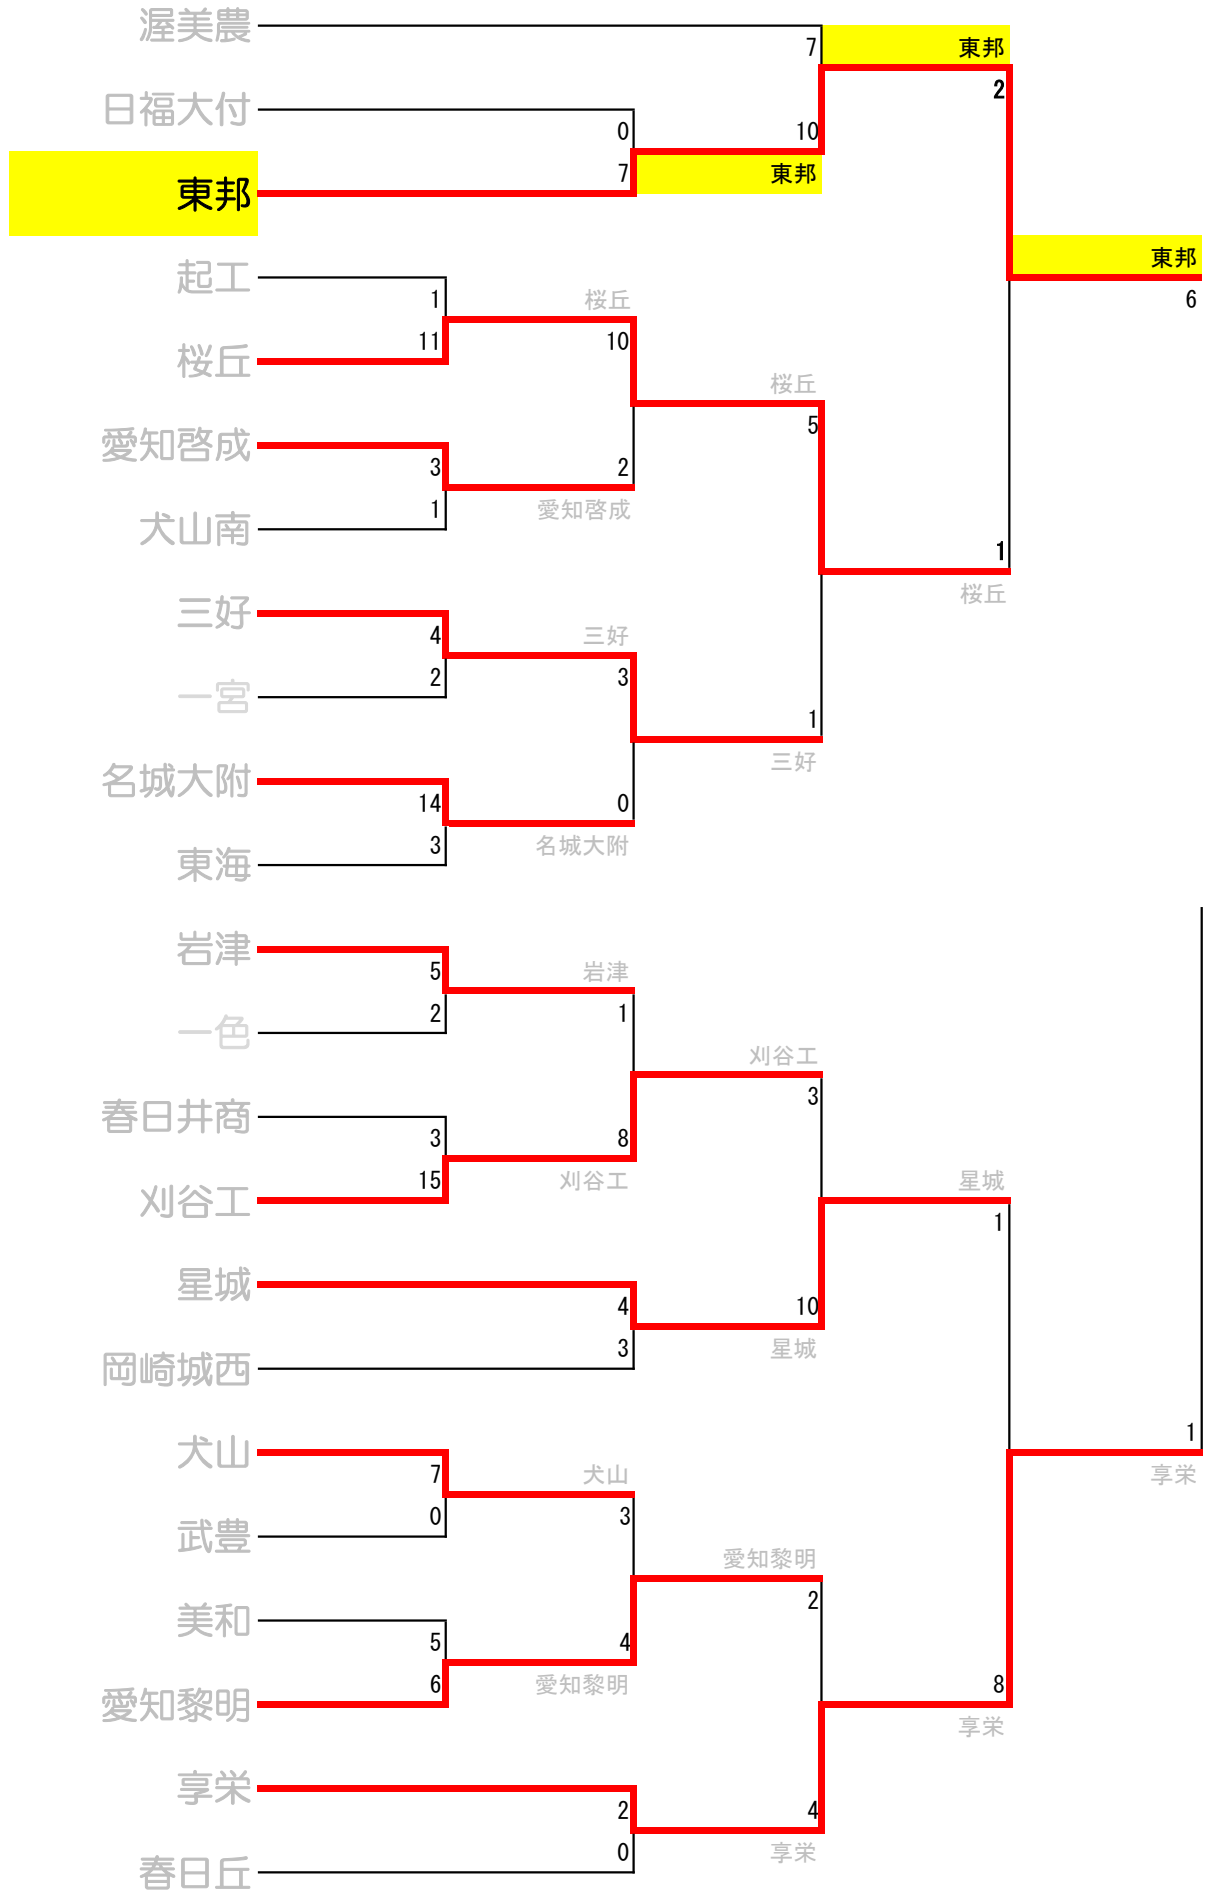 渥美農
7
東邦
2
日福大付
0
10
東邦
7
東邦
東邦
6
起工
1
桜丘
11
10
桜丘
桜丘
5
愛知啓成
3
2
愛知啓成
1
犬山南
1
桜丘
三好
4
三好
2
3
一宮
1
三好
名城大附
14
0
名城大附
3
東海
岩津
5
岩津
2
1
一色
刈谷工
3
春日井商
3
8
刈谷工
15
刈谷工
星城
1
星城
4
10
星城
3
岡崎城西
犬山
7
犬山
0
3
武豊
1
享栄
愛知黎明
2
美和
5
4
愛知黎明
6
愛知黎明
8
享栄
享栄
2
4
享栄
0
春日丘